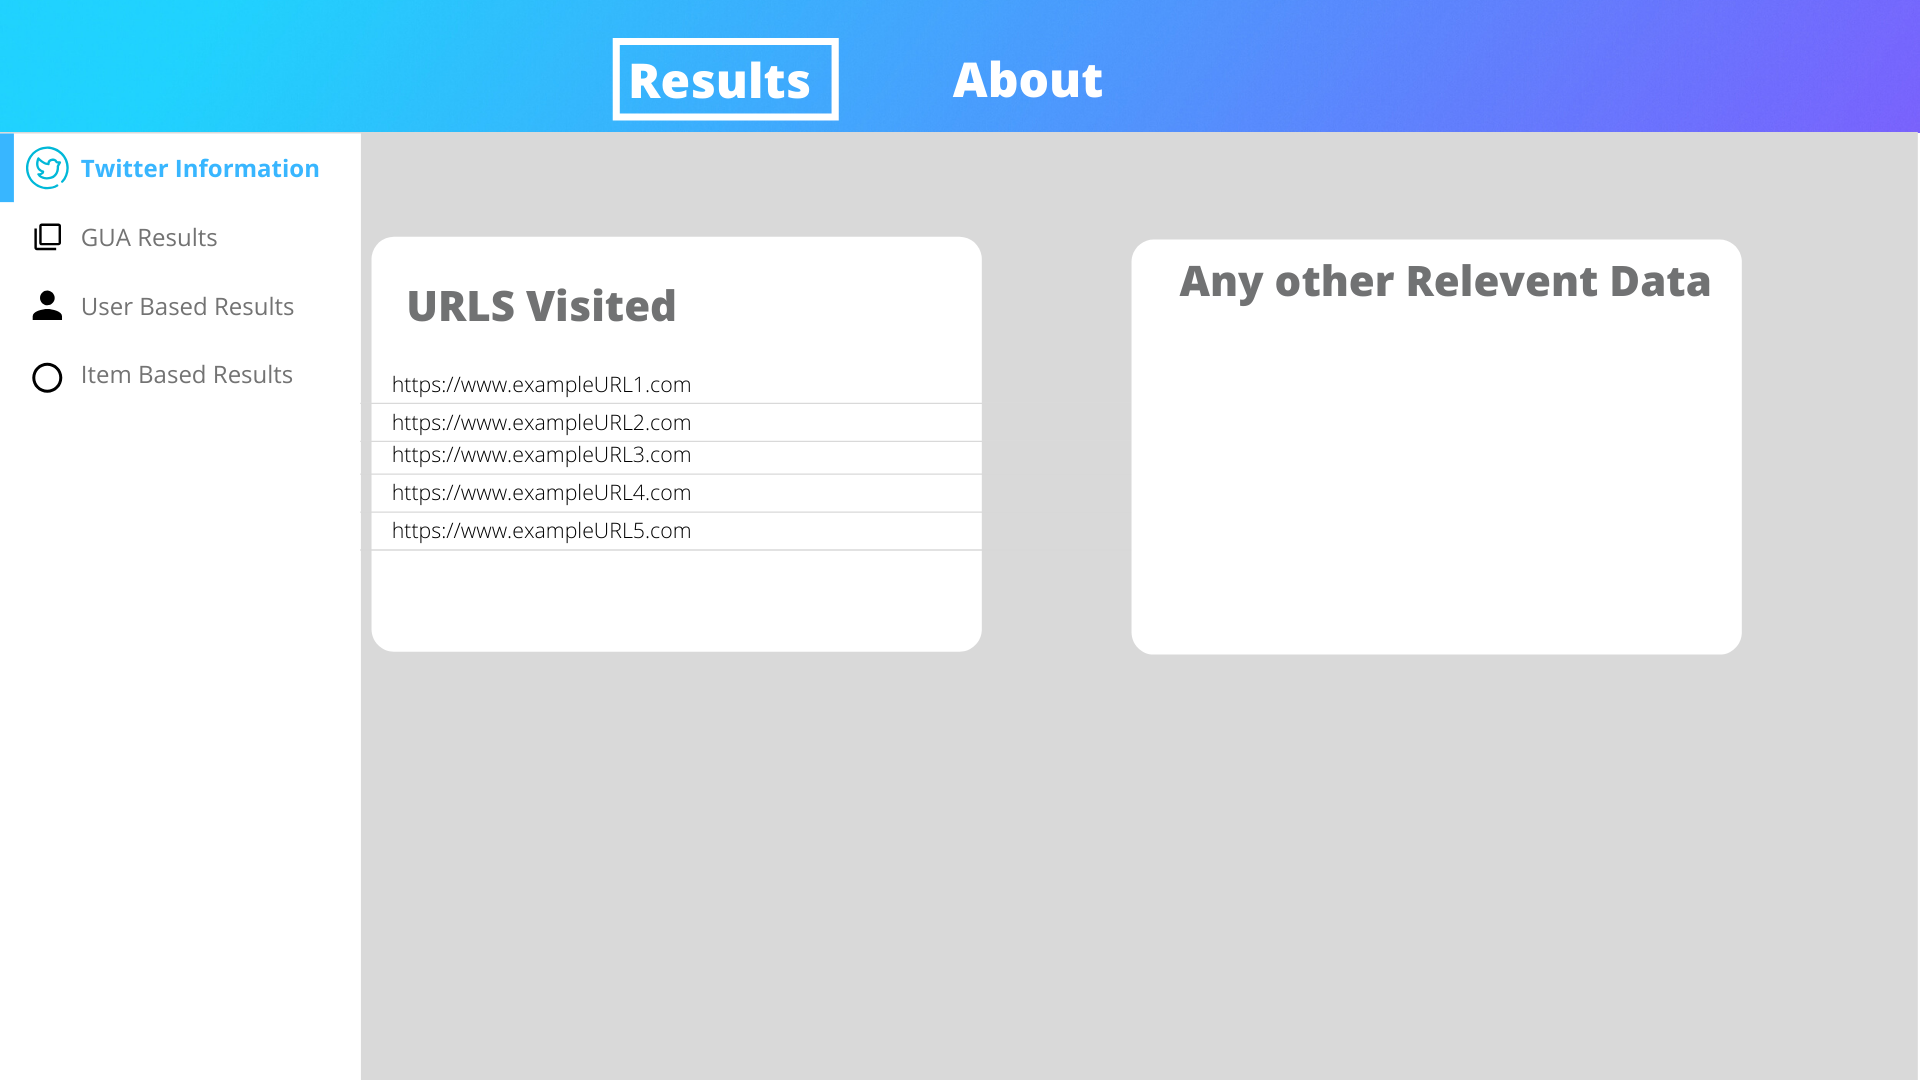 Results
About
Twitter Information
GUA Results
User Based Results
Item Based Results
URLS Visited
https://www.exampleURL1.com
https://www.exampleURL2.com
https://www.exampleURL3.com
https://www.exampleURL4.com
https://www.exampleURL5.com
Any other Relevent Data